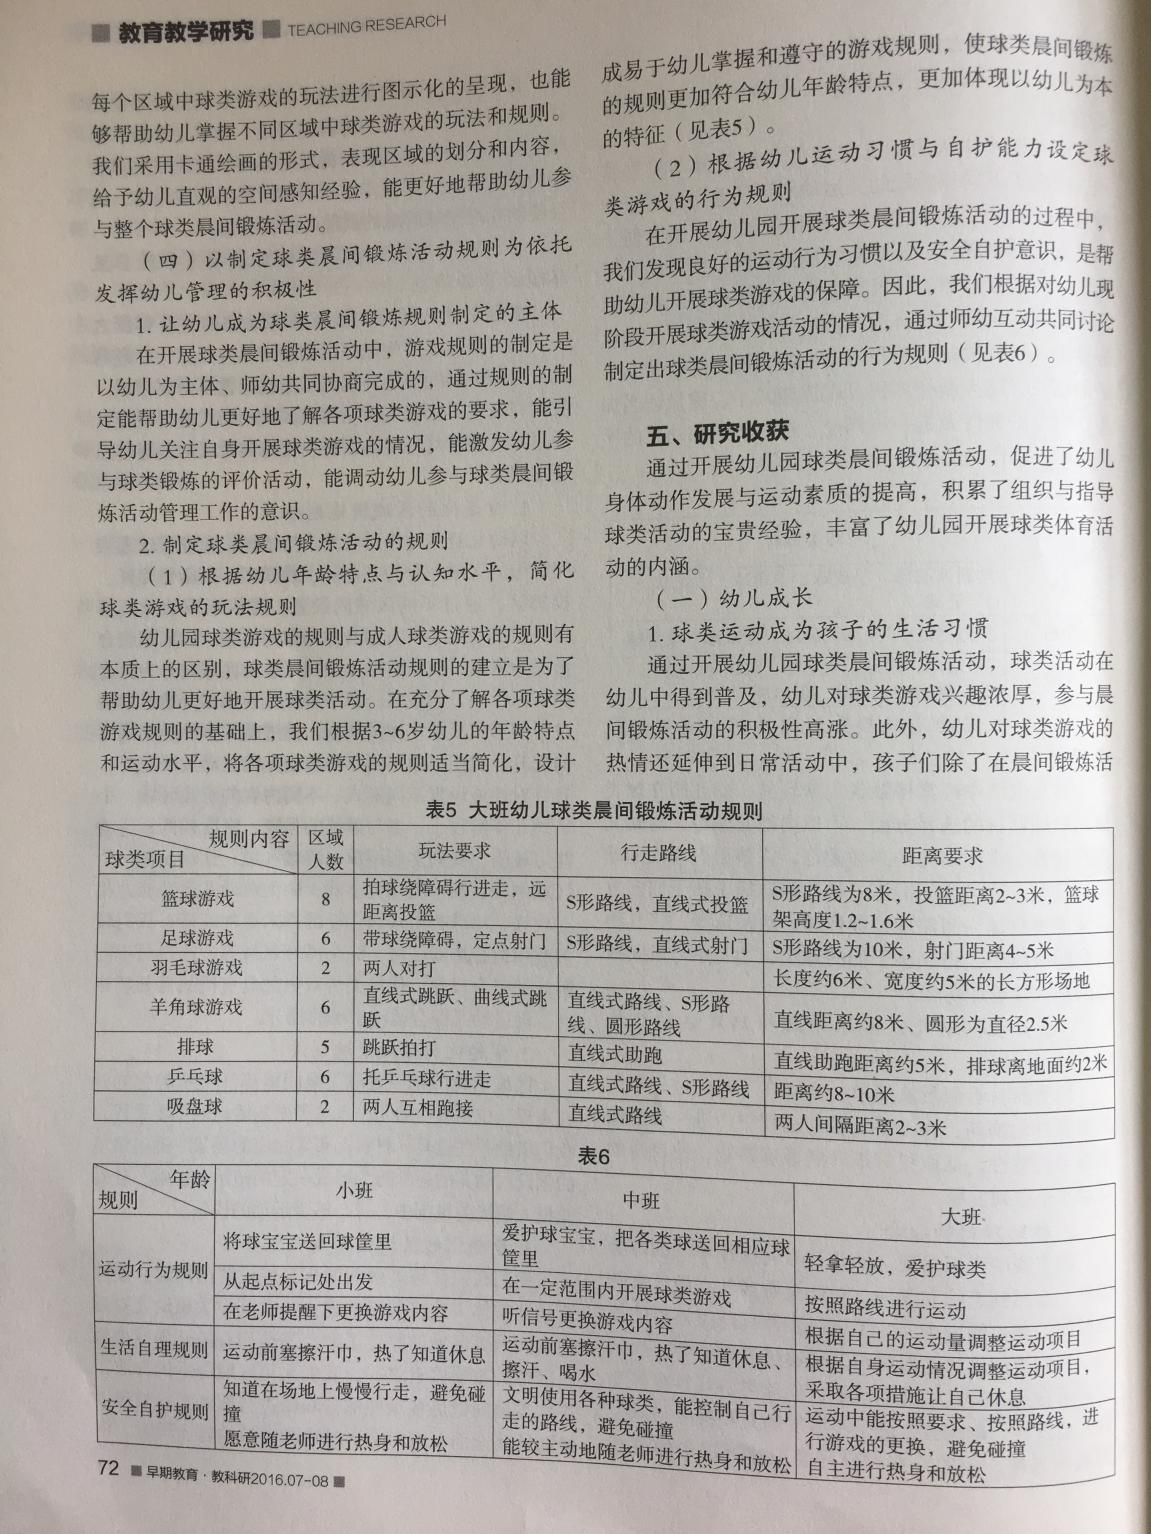 教育教学研究 TEACHING RESEARCH
每个区域中球类游戏的玩法进行图示化的呈现，也能
够帮助幼儿掌握不同区域中球类游戏的玩法和规则。
我们采用卡通绘画的形式，表现区域的划分和内容，
给予幼儿直观的空间感知经验，能更好地帮助幼儿参
与整个球类晨间锻炼活动。
（四）以制定球类晨间锻炼活动规则为依托
发挥幼儿管理的积极性
1. 让幼儿成为球类晨间锻炼规则制定的主体
在开展球类晨间锻炼活动中，游戏规则的制定是
以幼儿为主体、师幼共同协商完成的，通过规则的制
定能帮助幼儿更好地了解各项球类游戏的要求，能引
导幼儿关注自身开展球类游戏的情况，能激发幼儿参
与球类锻炼的评价活动，能调动幼儿参与球类晨间锻
炼活动管理工作的意识。
2. 制定球类晨间锻炼活动的规则
（1）根据幼儿年龄特点与认知水平，简化
球类游戏的玩法规则
幼儿园球类游戏的规则与成人球类游戏的规则有
本质上的区别，球类晨间锻炼活动规则的建立是为了
帮助幼儿更好地开展球类活动。在充分了解各项球类
游戏规则的基础上，我们根据3~6岁幼儿的年龄特点
和运动水平，将各项球类游戏的规则适当简化，设计
成易于幼儿掌握和遵守的游戏规则，使球类晨间锻炼
的规则更加符合幼儿年龄特点，更加体现以幼儿为本
的特征（见表5）。
（2）根据幼儿运动习惯与自护能力设定球
类游戏的行为规则
在开展幼儿园开展球类晨间锻炼活动的过程中，
我们发现良好的运动行为习惯以及安全自护意识，是帮
助幼儿开展球类游戏的保障。因此，我们根据对幼儿现
阶段开展球类游戏活动的情况，通过师幼互动共同讨论
制定出球类晨间锻炼活动的行为规则（见表6）。
五、研究收获
通过开展幼儿园球类晨间锻炼活动，促进了幼儿
身体动作发展与运动素质的提高，积累了组织与指导
球类活动的宝贵经验，丰富了幼儿园开展球类体育活
动的内涵。
（一）幼儿成长
1. 球类运动成为孩子的生活习惯
通过开展幼儿园球类晨间锻炼活动，球类活动在
幼儿中得到普及，幼儿对球类游戏兴趣浓厚，参与晨
间锻炼活动的积极性高涨。此外，幼儿对球类游戏的
热情还延伸到日常活动中，孩子们除了在晨间锻炼活
表5 大班幼儿球类晨间锻炼活动规则
规则内容 球类项目 区域人数 玩法要求 行走路线 距离要求
篮球游戏 8 拍球绕障碍行进走，远距离投篮 S形路线，直线式投篮 S形路线为8米，投篮距离2~3米，篮球架高度1.2~1.6米
足球游戏 6 带球绕障碍，定点射门 S形路线，直线式射门 S形路线为10米，射门距离4~5米
羽毛球游戏 2 两人对打 长度约6米、宽度约5米的长方形场地
羊角球游戏 6 直线式跳跃、曲线式跳跃 直线式路线、S形路线、圆形路线 直线距离约8米、圆形为直径2.5米
排球 5 跳跃拍打 直线式助跑 直线助跑距离约5米，排球离地面约2米
乒乓球 6 托乒乓球行进走 直线式路线、S形路线 距离约8~10米
吸盘球 2 两人互相跑接 直线式路线 两人间隔距离2~3米
表6
年龄 规则 小班 中班 大班
运动行为规则 将球宝宝送回球筐里 爱护球宝宝，把各类球送回相应球筐里 轻拿轻放，爱护球类
从起点标记处出发 在一定范围内开展球类游戏 按照路线进行运动
在老师提醒下更换游戏内容 听信号更换游戏内容 根据自己的运动量调整运动项目
生活自理规则 运动前塞擦汗巾，热了知道休息 运动前塞擦汗巾，热了知道休息、擦汗、喝水 根据自身运动情况调整运动项目，采取各项措施让自己休息
安全自护规则 知道在场地上慢慢行走，避免碰撞 文明使用各种球类，能控制自己行走的路线，避免碰撞 运动中能按照要求、按照路线，进行游戏的更换，避免碰撞
愿意随老师进行热身和放松 能较主动地随老师进行热身和放松 自主进行热身和放松
72 早期教育·教科研2016.07-08